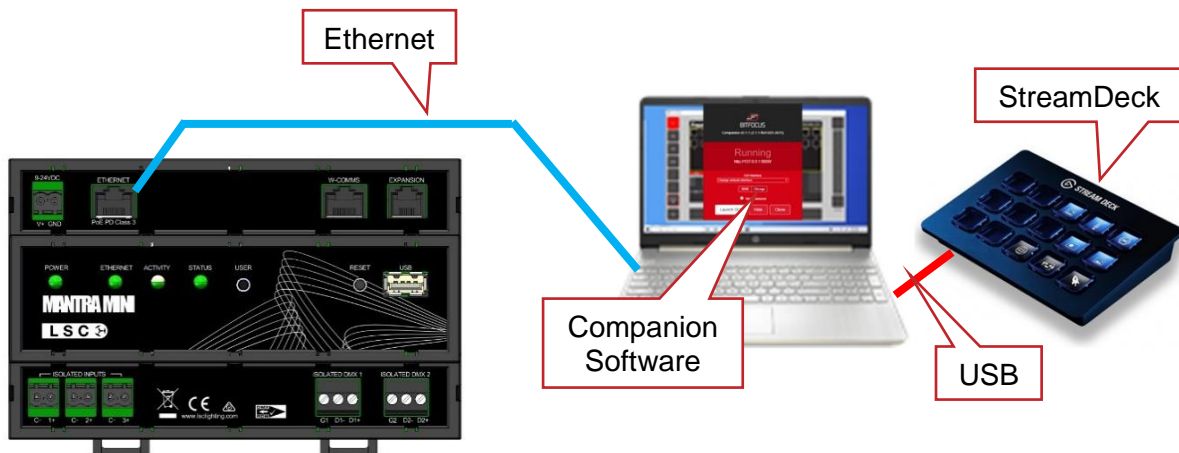 Ethernet
StreamDeck
BITFOCUS
Running
STREAM DECK
9-24VDC
ETHERNET
W-COMMS
EXPANSION
V+ GND
PoE PD Class 3
POWER
ETHERNET
ACTIVITY
STATUS
USER
RESET
USB
MANTRA MINI
LSC
Companion
Software
USB
ISOLATED INPUTS
ISOLATED DMX 1
ISOLATED DMX 2
CE
www.lsclighting.com
C- 1+
C- 2+
C- 3+
G1 D1- D1+
G2 D2- D2+